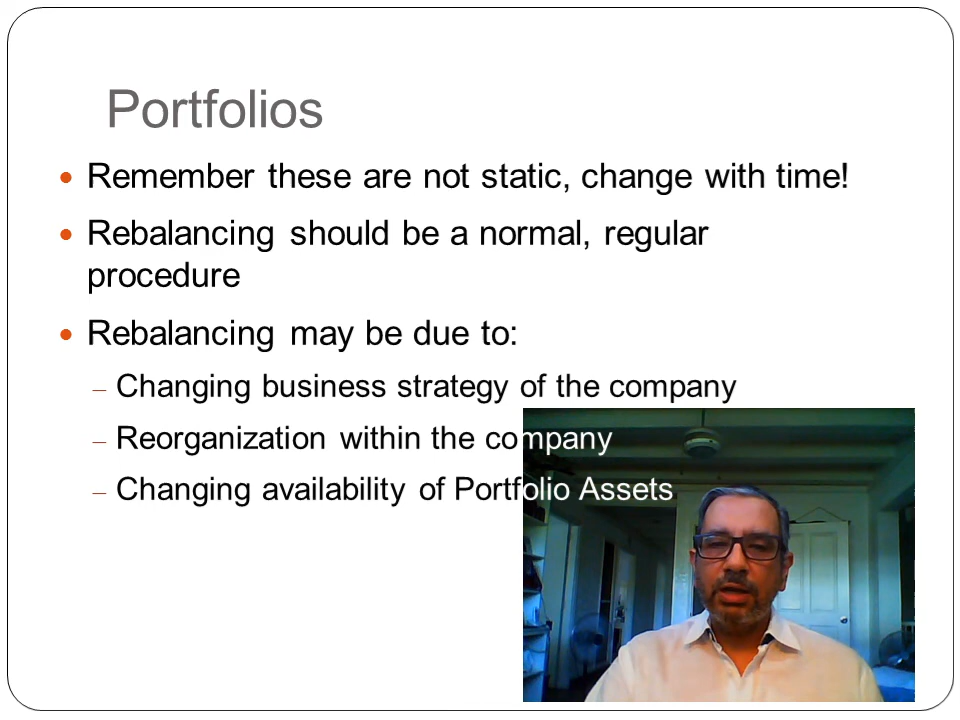 Portfolios
Remember these are not static, change with time!
Rebalancing should be a normal, regular
procedure
Rebalancing may be due to:
– Changing business strategy of the company
– Reorganization within the company
– Changing availability of Portfolio Assets